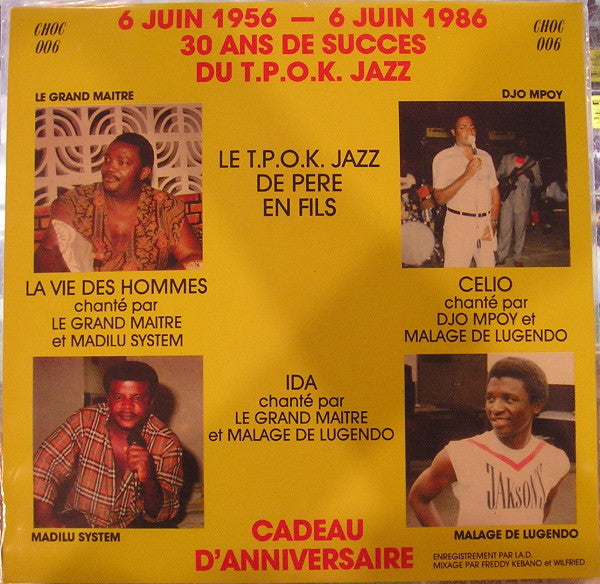 CHOC
006
6 JUIN 1956 — 6 JUIN 1986
30 ANS DE SUCCES
DU T.P.O.K. JAZZ
CHOC
006
LE GRAND MAITRE
DJO MPOY
LE T.P.O.K. JAZZ
DE PERE
EN FILS
LA VIE DES HOMMES
chanté par
LE GRAND MAITRE
et MADILU SYSTEM
CELIO
chanté par
DJO MPOY et
MALAGE DE LUGENDO
IDA
chanté par
LE GRAND MAITRE
et MALAGE DE LUGENDO
JAKSONS
MADILU SYSTEM
CADEAU
D'ANNIVERSAIRE
MALAGE DE LUGENDO
ENREGISTREMENT PAR I.A.D.
MIXAGE PAR FREDDY KEBANO et WILFRIED